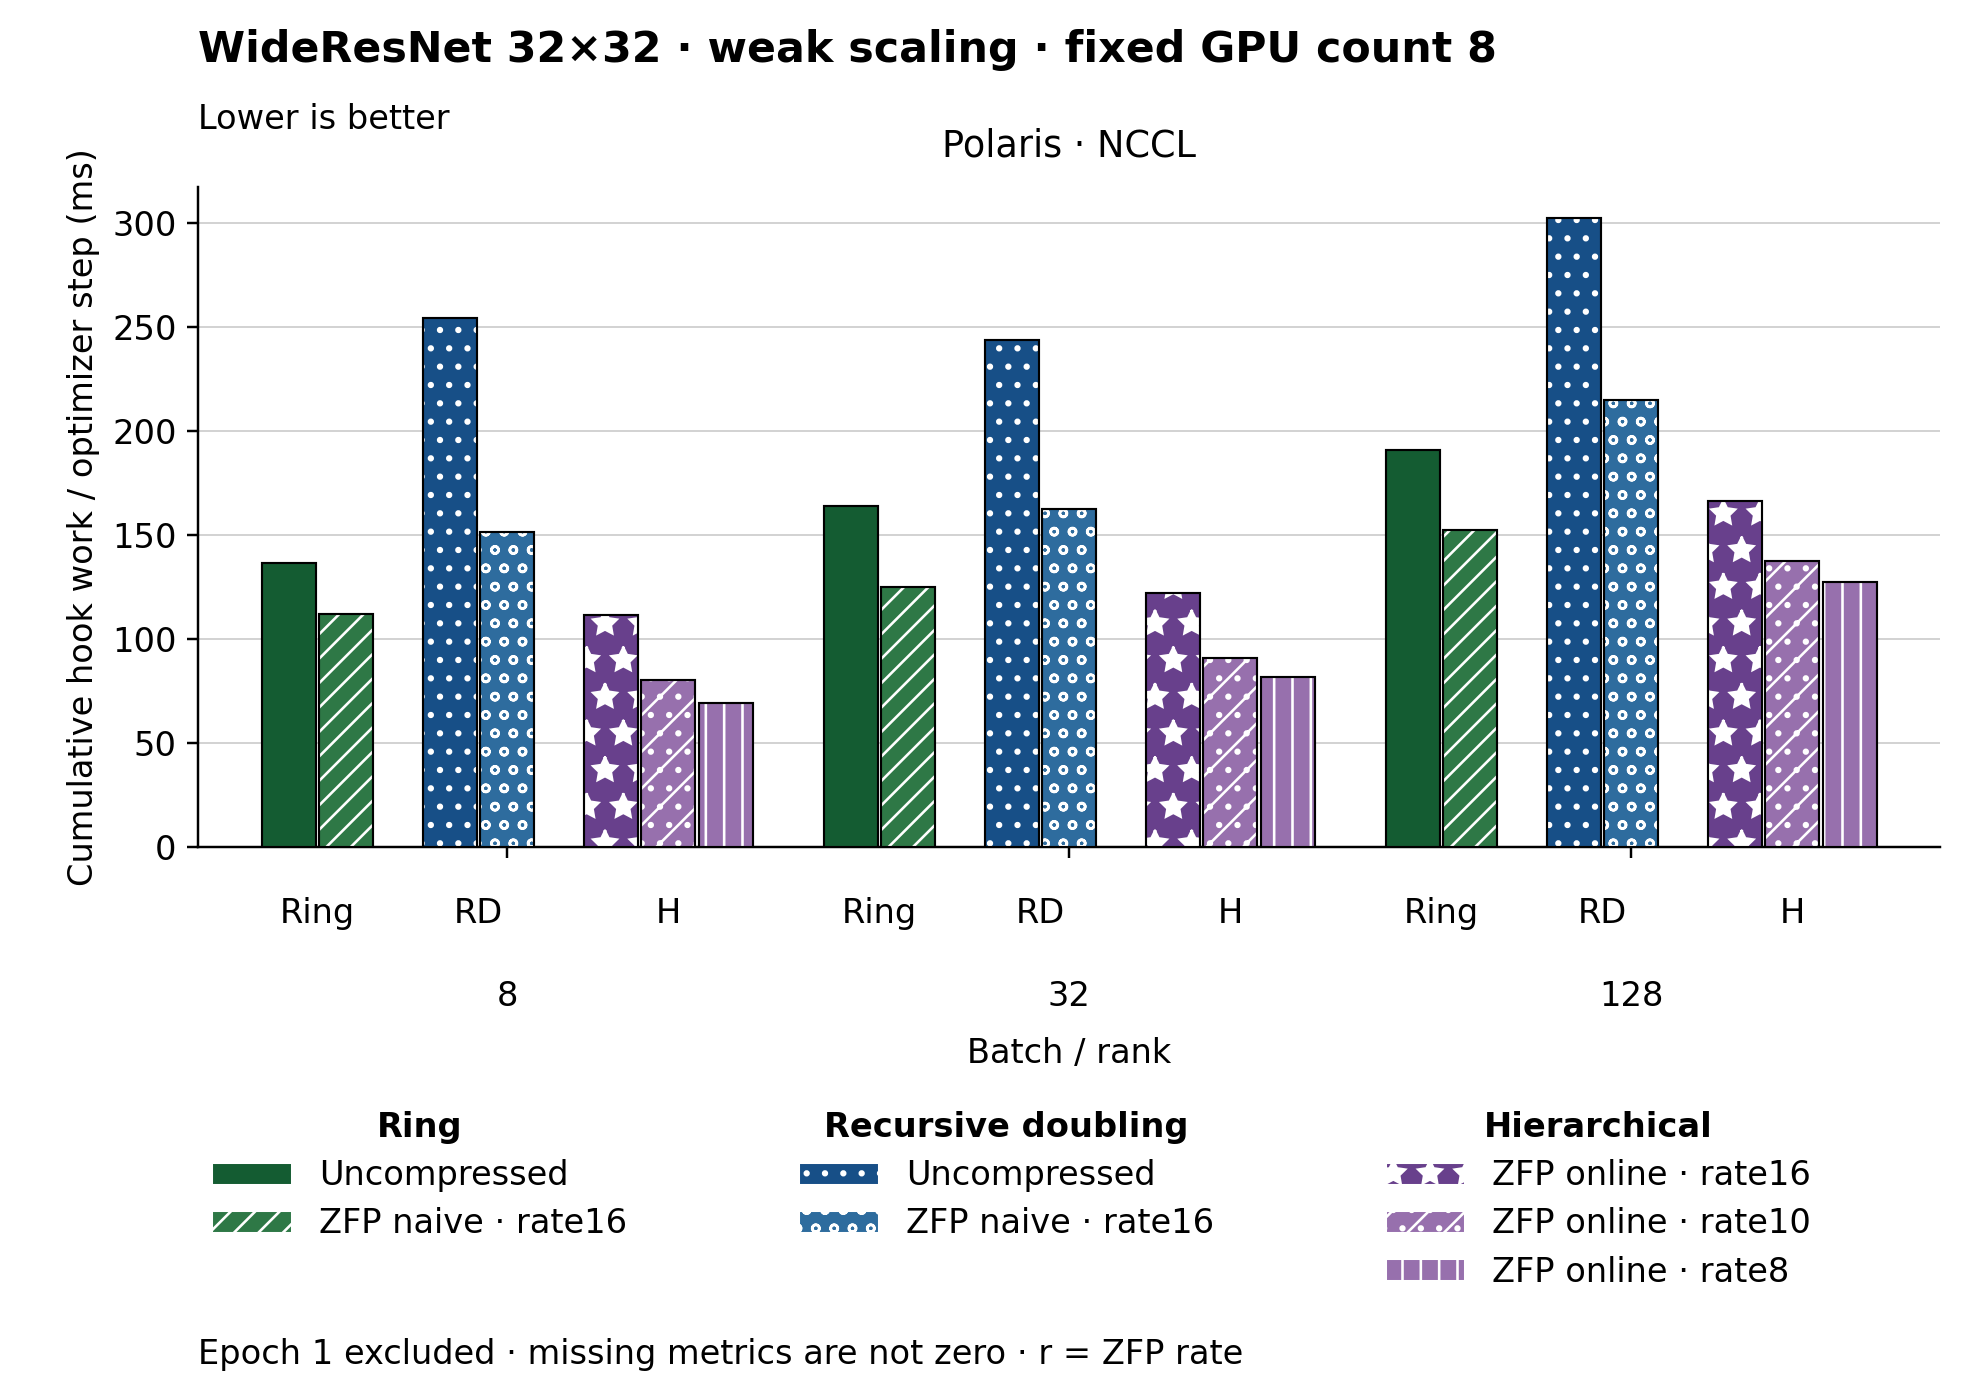 WideResNet 32×32 · weak scaling · fixed GPU count 8
Lower is better
Polaris · NCCL
Cumulative hook work / optimizer step (ms)
300
250
200
150
100
50
0
Ring RD H Ring RD H Ring RD H
8 32 128
Batch / rank
Ring
Uncompressed
ZFP naive · rate16
Recursive doubling
Uncompressed
ZFP naive · rate16
Hierarchical
ZFP online · rate16
ZFP online · rate10
ZFP online · rate8
Epoch 1 excluded · missing metrics are not zero · r = ZFP rate